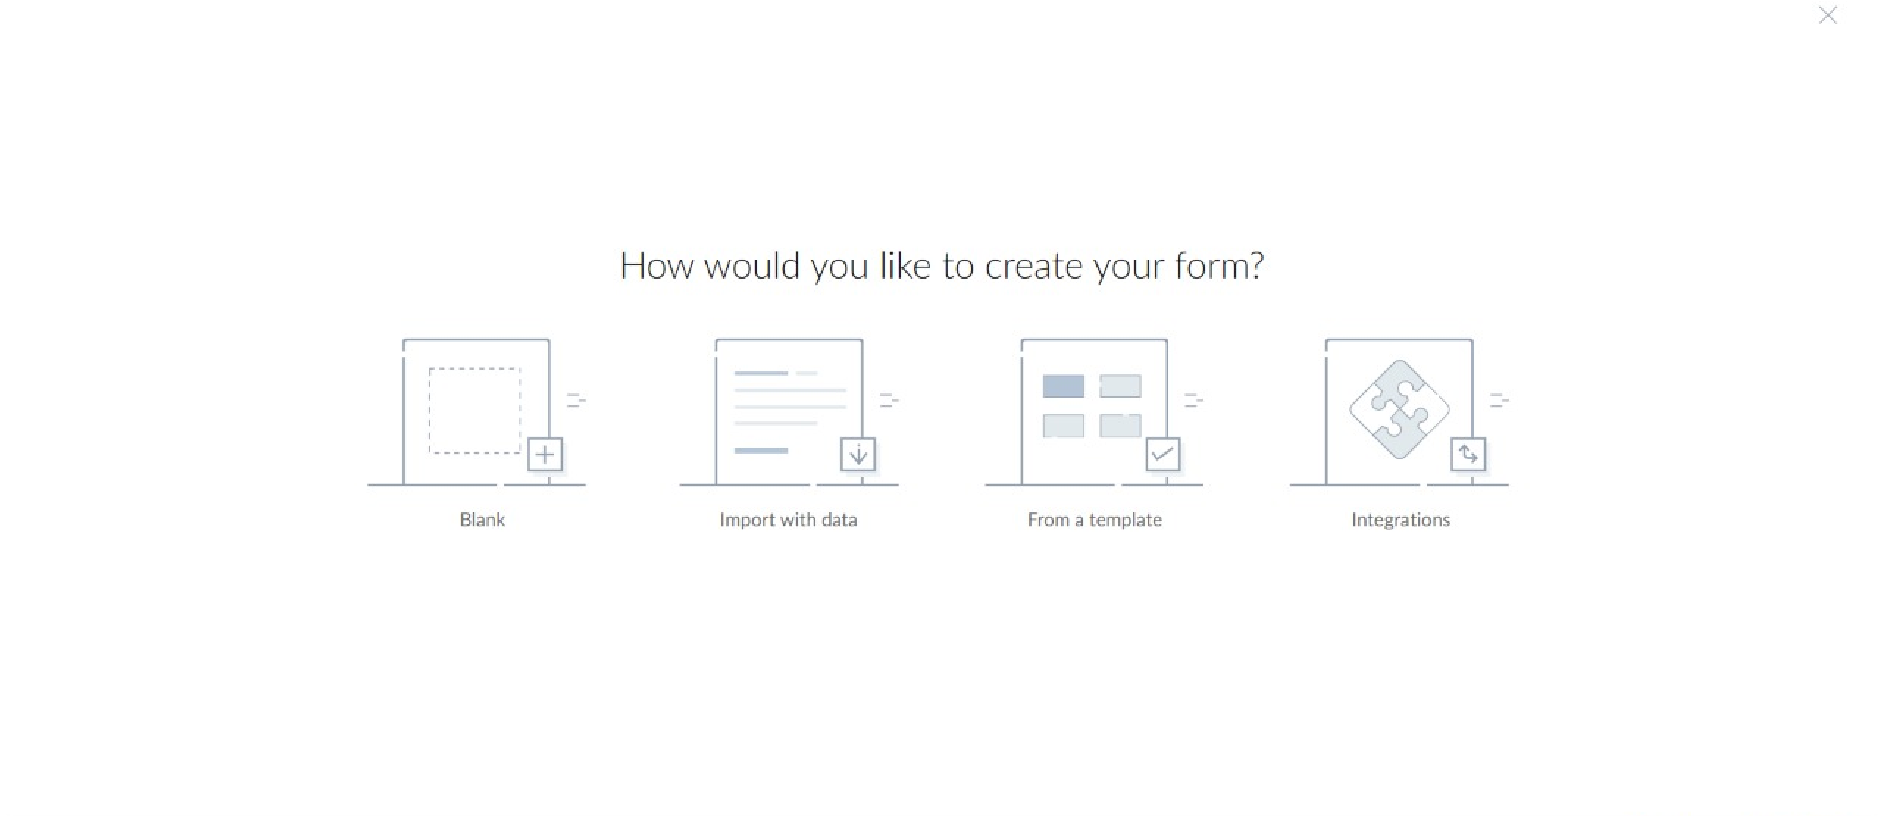 How would you like to create your form?
Blank
Import with data
From a template
Integrations